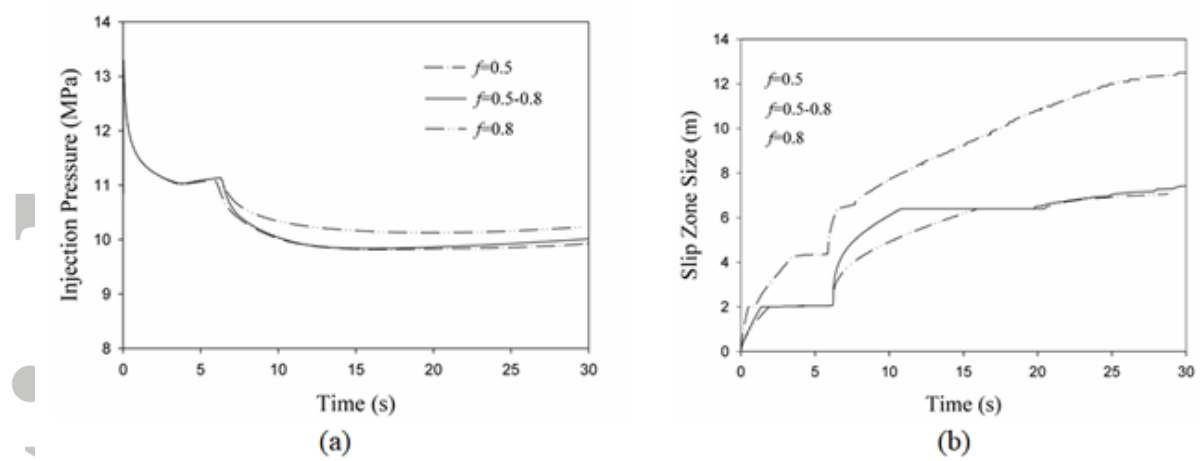 14
13
12
11
10
9
8
Injection Pressure (MPa)
f=0.5
f=0.5-0.8
f=0.8
0 5 10 15 20 25 30
Time (s)
(a)
14
12
10
8
6
4
2
0
Slip Zone Size (m)
f=0.5
f=0.5-0.8
f=0.8
0 5 10 15 20 25 30
Time (s)
(b)